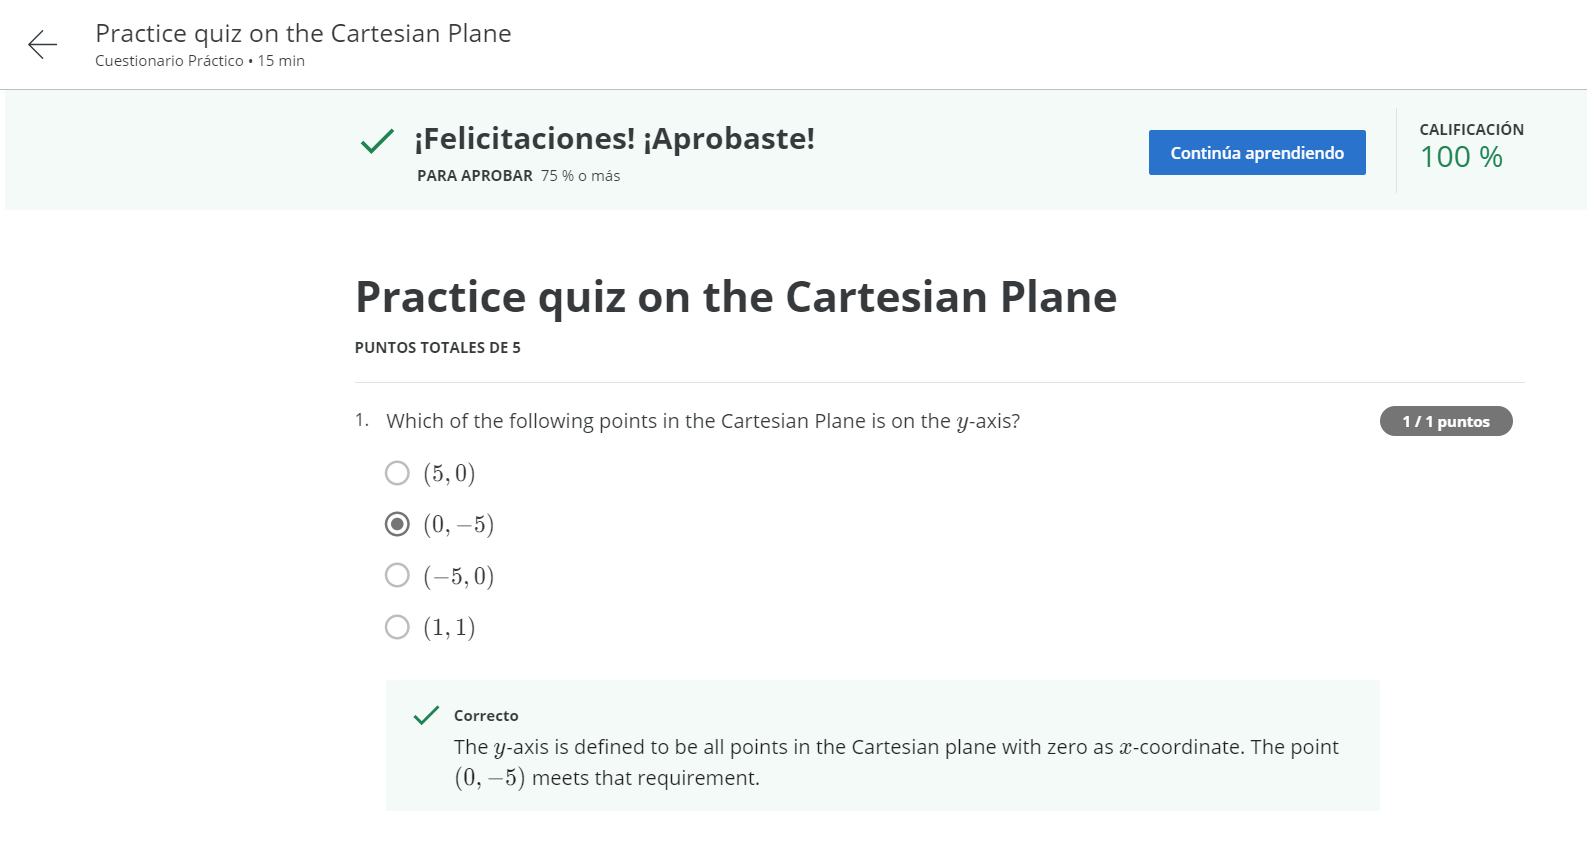 Practice quiz on the Cartesian Plane
Cuestionario Práctico • 15 min
¡Felicitaciones! ¡Aprobaste!
PARA APROBAR 75 % o más
Continúa aprendiendo
CALIFICACIÓN
100 %
Practice quiz on the Cartesian Plane
PUNTOS TOTALES DE 5
1. Which of the following points in the Cartesian Plane is on the y-axis?
1 / 1 puntos
(5, 0)
(0, −5)
(−5, 0)
(1, 1)
Correcto
The y-axis is defined to be all points in the Cartesian plane with zero as x-coordinate. The point
(0, −5) meets that requirement.